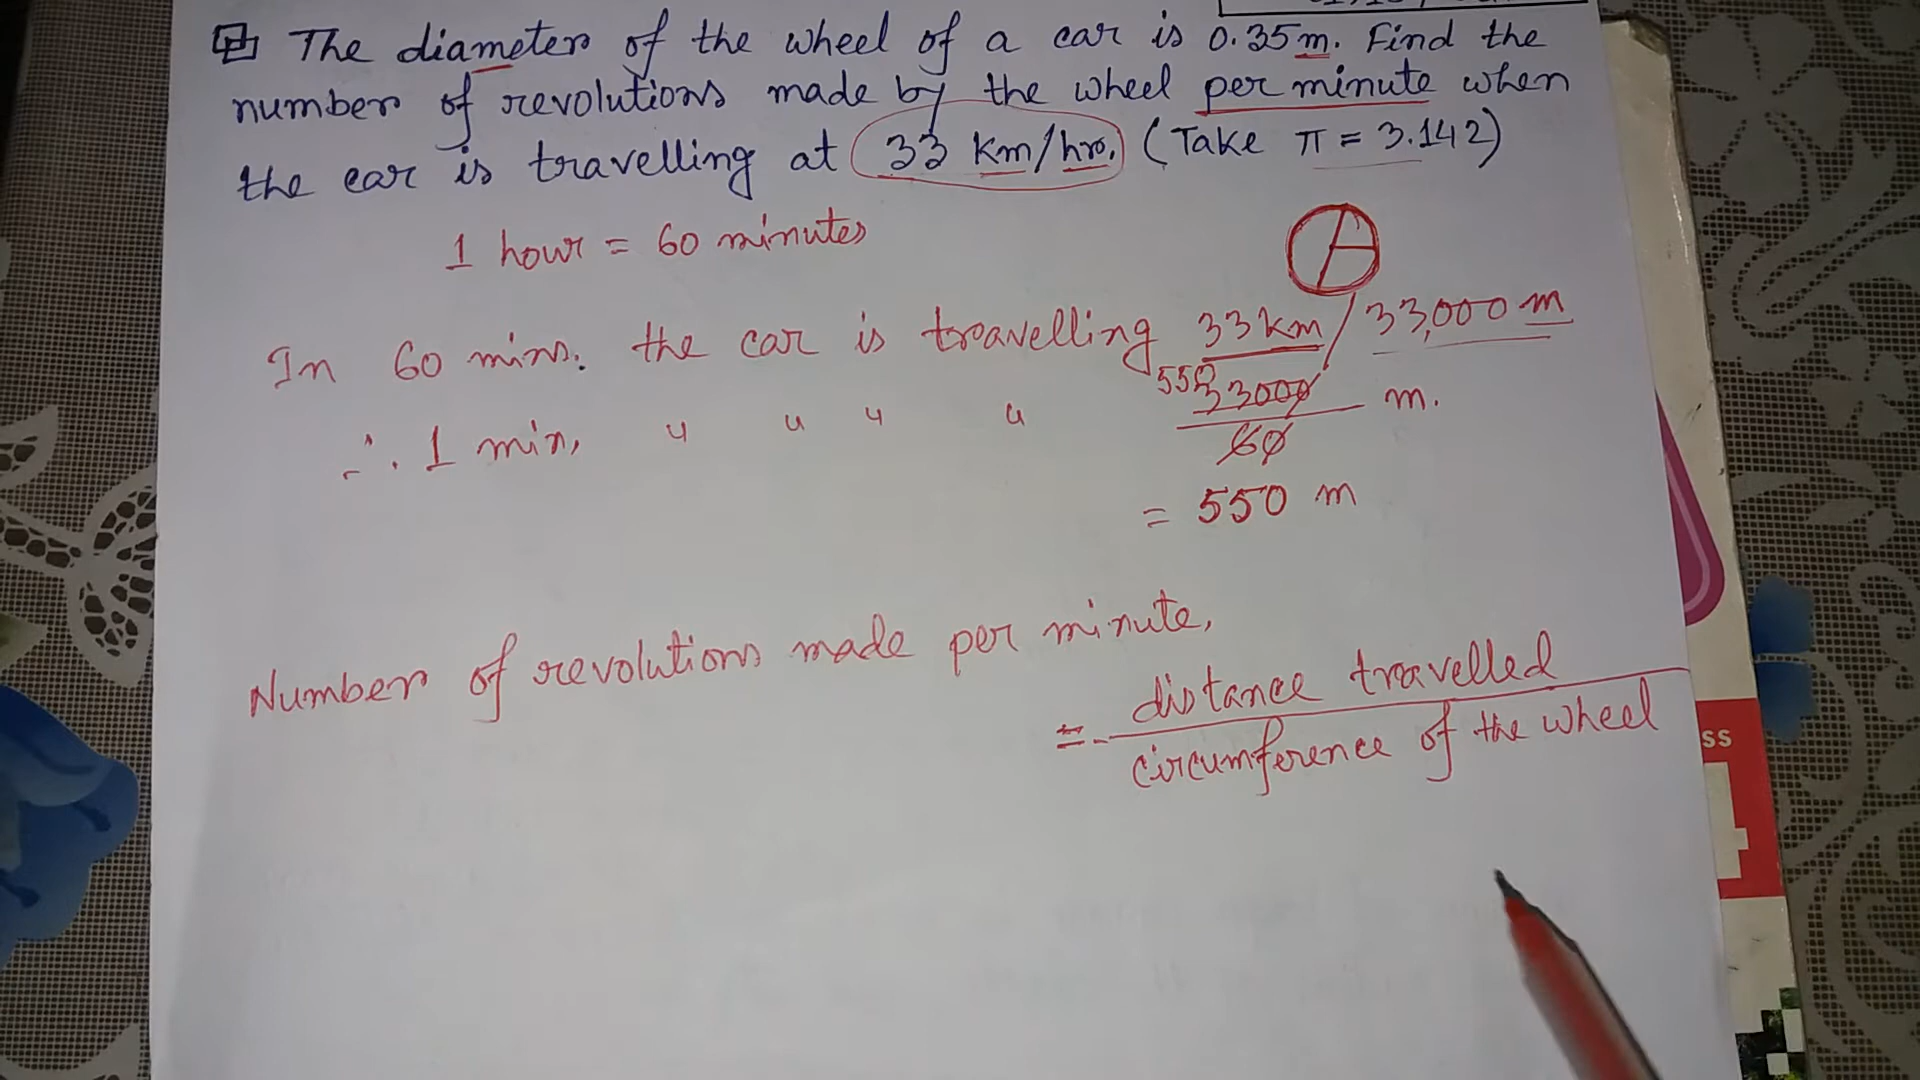 The diameter of the wheel of a car is 0.35m. Find the
number of revolutions made by the wheel per minute when
the car is travelling at 33 km/hr. (Take π = 3.142)
1 hour = 60 minutes
In 60 mins. the car is travelling 33 km / 33,000 m
∴ 1 min, " " " " 550 33000/60 m.
= 550 m
Number of revolutions made per minute,
= distance travelled
circumference of the wheel
ss
4